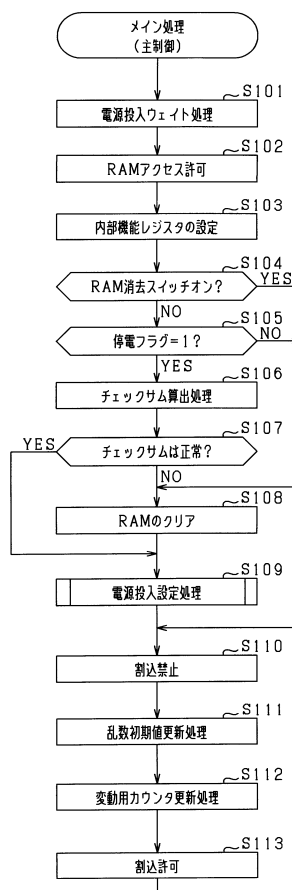 メイン処理
(主制御)
S101
電源投入ウェイト処理
S102
RAMアクセス許可
S103
内部機能レジスタの設定
S104
RAM消去スイッチオン?
YES
NO
S105
停電フラグ=1?
NO
YES
S106
チェックサム算出処理
S107
YES
チェックサムは正常?
NO
S108
RAMのクリア
S109
電源投入設定処理
S110
割込禁止
S111
乱数初期値更新処理
S112
変動用カウンタ更新処理
S113
割込許可